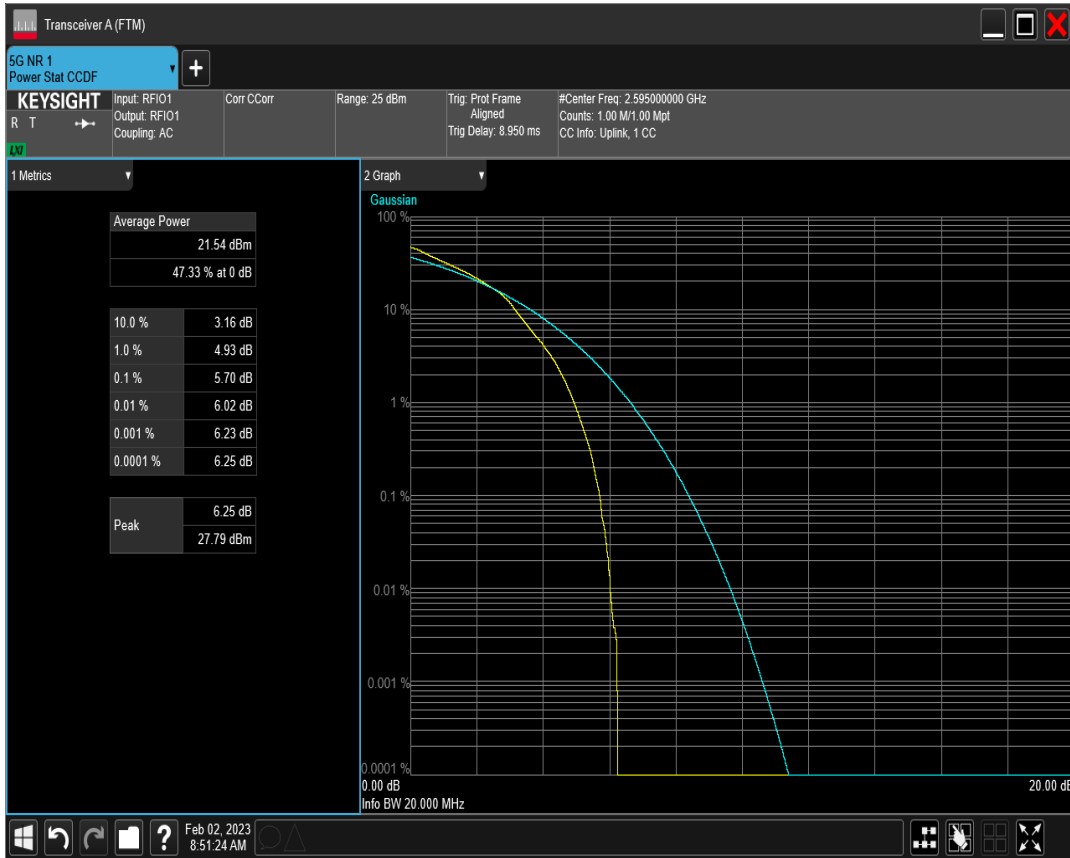 Transceiver A (FTM)
5G NR 1
Power Stat CCDF
+
KEYSIGHT
R T
LXI
Input: RFIO1
Output: RFIO1
Coupling: AC
Corr CCorr
Range: 25 dBm
Trig: Prot Frame
Aligned
Trig Delay: 8.950 ms
#Center Freq: 2.595000000 GHz
Counts: 1.00 M/1.00 Mpt
CC Info: Uplink, 1 CC
1 Metrics
Average Power
21.54 dBm
47.33 % at 0 dB
10.0 % 3.16 dB
1.0 % 4.93 dB
0.1 % 5.70 dB
0.01 % 6.02 dB
0.001 % 6.23 dB
0.0001 % 6.25 dB
Peak
6.25 dB
27.79 dBm
2 Graph
Gaussian
100 %
10 %
1 %
0.1 %
0.01 %
0.001 %
0.0001 %
0.00 dB 20.00 dB
Info BW 20.000 MHz
?
Feb 02, 2023
8:51:24 AM